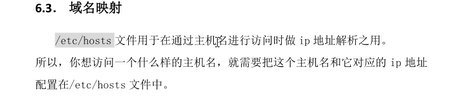 6.3. 域名映射
/etc/hosts 文件用于在通过主机名进行访问时做 ip 地址解析之用。
所以，你想访问一个什么样的主机名，就需要把这个主机名和它对应的 ip 地址
配置在/etc/hosts 文件中。